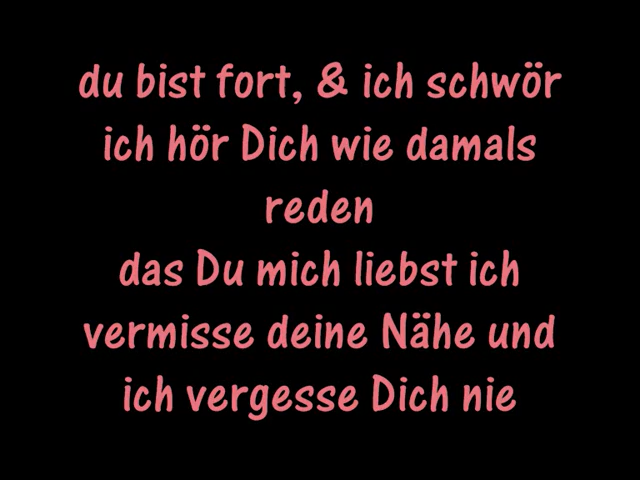 du bist fort, & ich schwör
ich hör Dich wie damals
reden
das Du mich liebst ich
vermisse deine Nähe und
ich vergesse Dich nie